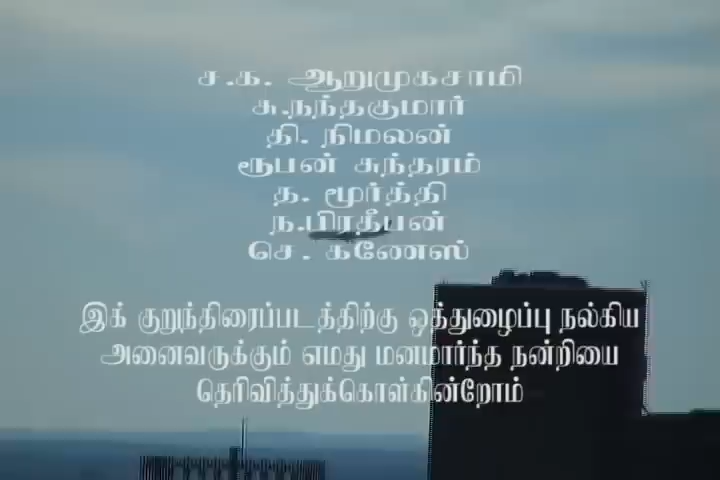 ச.க. ஆறுமுகசாமி
சு.நந்தகுமார்
தி. நிமலன்
ரூபன் சுந்தரம்
த. மூர்த்தி
ந.பிரதீபன்
செ. கணேஸ்
இக் குறுந்திரைப்படத்திற்கு ஒத்துழைப்பு நல்கிய
அனைவருக்கும் எமது மனமார்ந்த நன்றியை
தெரிவித்துக்கொள்கின்றோம்